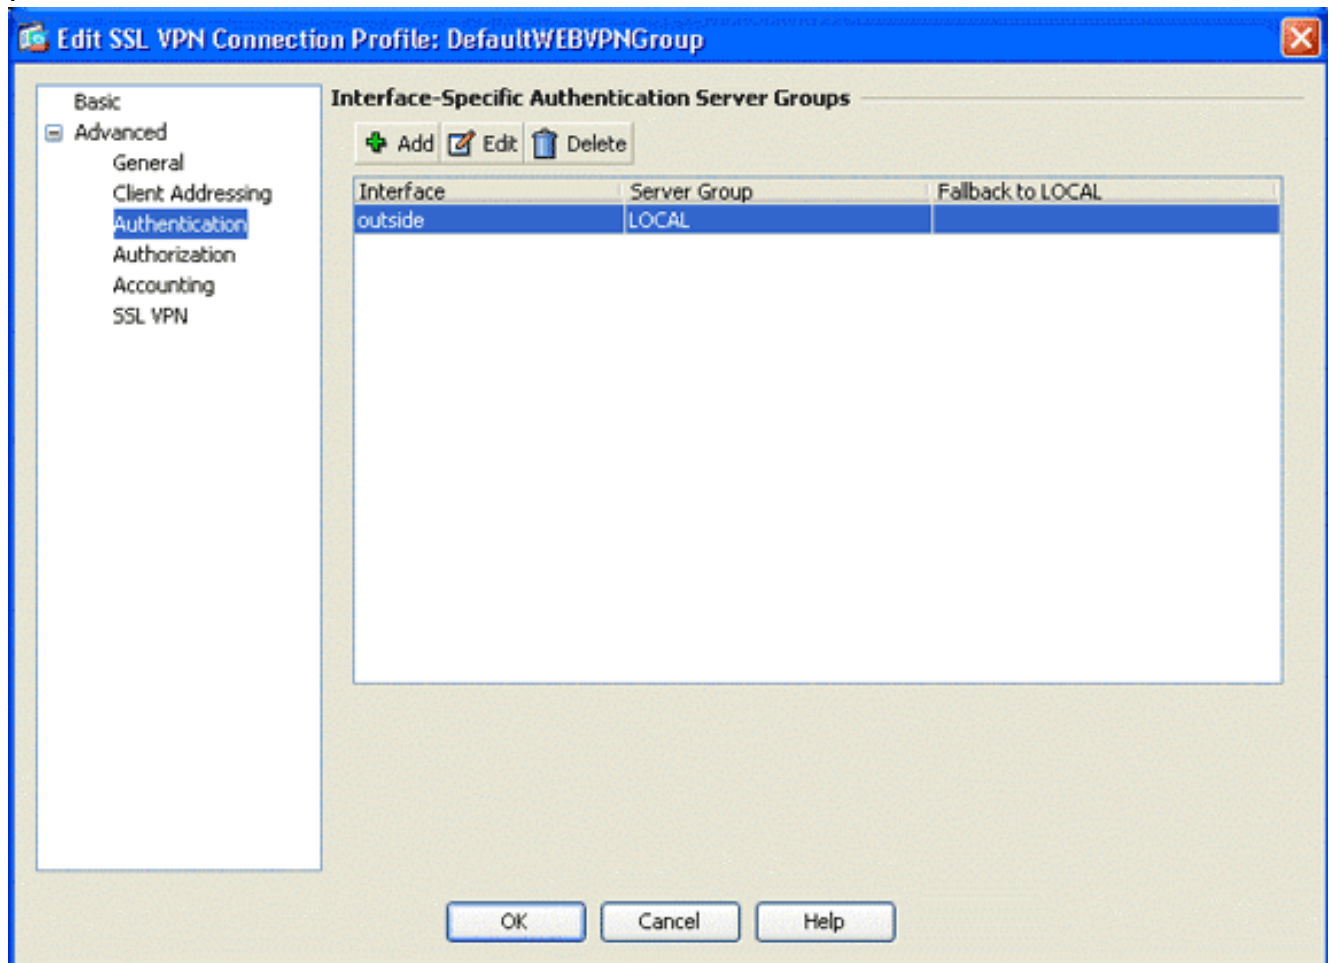 Edit SSL VPN Connection Profile: DefaultWEBVPNGroup
Basic
Advanced
General
Client Addressing
Authentication
Authorization
Accounting
SSL VPN
Interface-Specific Authentication Server Groups
Add Edit Delete
Interface Server Group Fallback to LOCAL
outside LOCAL
OK Cancel Help